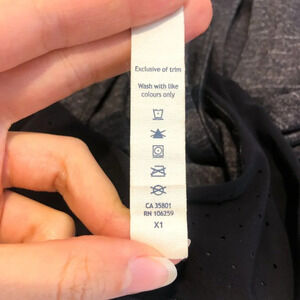 Exclusive of trim
Wash with like
colours only
CA 35801
RN 106259
X1